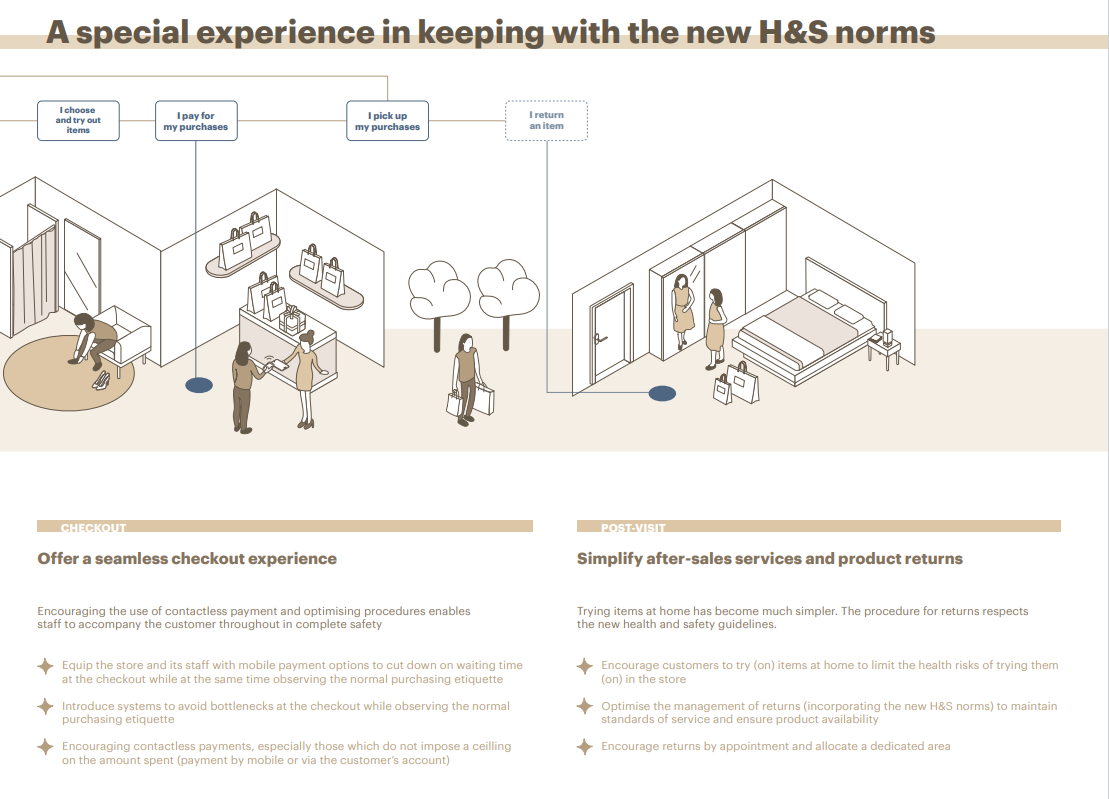 A special experience in keeping with the new H&S norms
I choose
and try out
items
I pay for
my purchases
I pick up
my purchases
I return
an item
CHECKOUT
Offer a seamless checkout experience
Encouraging the use of contactless payment and optimising procedures enables
staff to accompany the customer throughout in complete safety
Equip the store and its staff with mobile payment options to cut down on waiting time
at the checkout while at the same time observing the normal purchasing etiquette
Introduce systems to avoid bottlenecks at the checkout while observing the normal
purchasing etiquette
Encouraging contactless payments, especially those which do not impose a ceilling
on the amount spent (payment by mobile or via the customer's account)
POST-VISIT
Simplify after-sales services and product returns
Trying items at home has become much simpler. The procedure for returns respects
the new health and safety guidelines.
Encourage customers to try (on) items at home to limit the health risks of trying them
(on) in the store
Optimise the management of returns (incorporating the new H&S norms) to maintain
standards of service and ensure product availability
Encourage returns by appointment and allocate a dedicated area